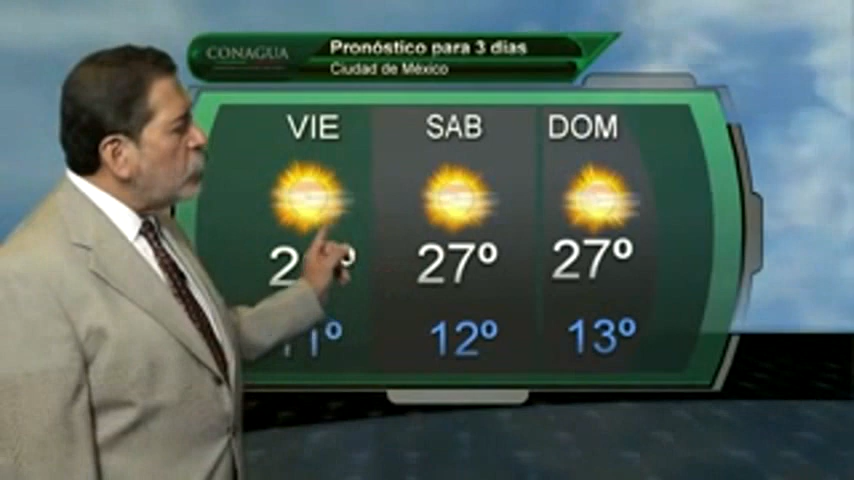 CONAGUA
Pronóstico para 3 días
Ciudad de México
VIE SAB DOM
27º 27º
12º 13º